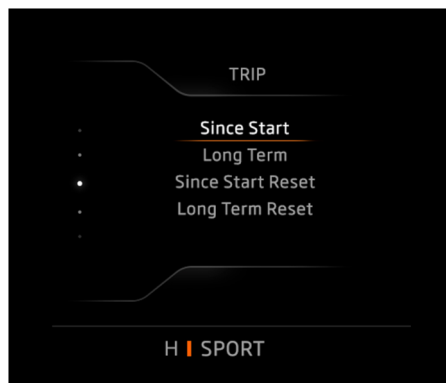 TRIP
Since Start
Long Term
Since Start Reset
Long Term Reset
H SPORT